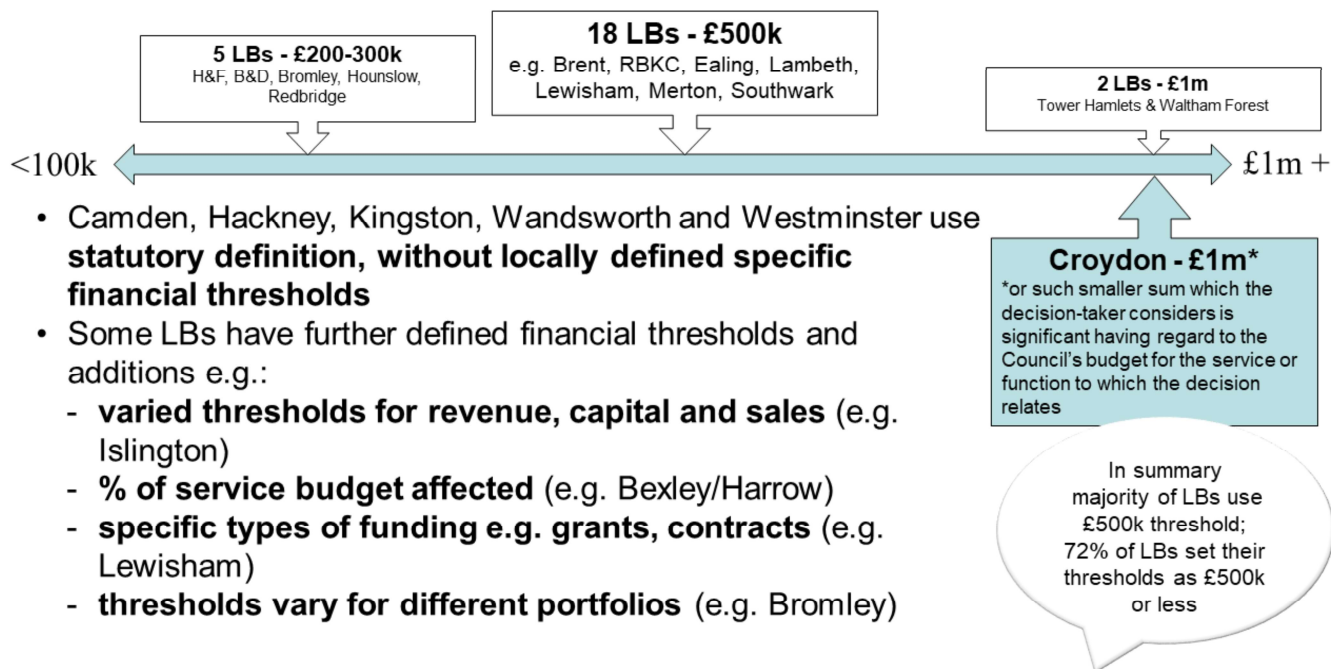 5 LBs - £200-300k
H&F, B&D, Bromley, Hounslow,
Redbridge
18 LBs - £500k
e.g. Brent, RBKC, Ealing, Lambeth,
Lewisham, Merton, Southwark
2 LBs - £1m
Tower Hamlets & Waltham Forest
<100k
£1m +
• Camden, Hackney, Kingston, Wandsworth and Westminster use
statutory definition, without locally defined specific
financial thresholds
• Some LBs have further defined financial thresholds and
additions e.g.:
- varied thresholds for revenue, capital and sales (e.g.
Islington)
- % of service budget affected (e.g. Bexley/Harrow)
- specific types of funding e.g. grants, contracts (e.g.
Lewisham)
- thresholds vary for different portfolios (e.g. Bromley)
Croydon - £1m*
*or such smaller sum which the
decision-taker considers is
significant having regard to the
Council's budget for the service or
function to which the decision
relates
In summary
majority of LBs use
£500k threshold;
72% of LBs set their
thresholds as £500k
or less